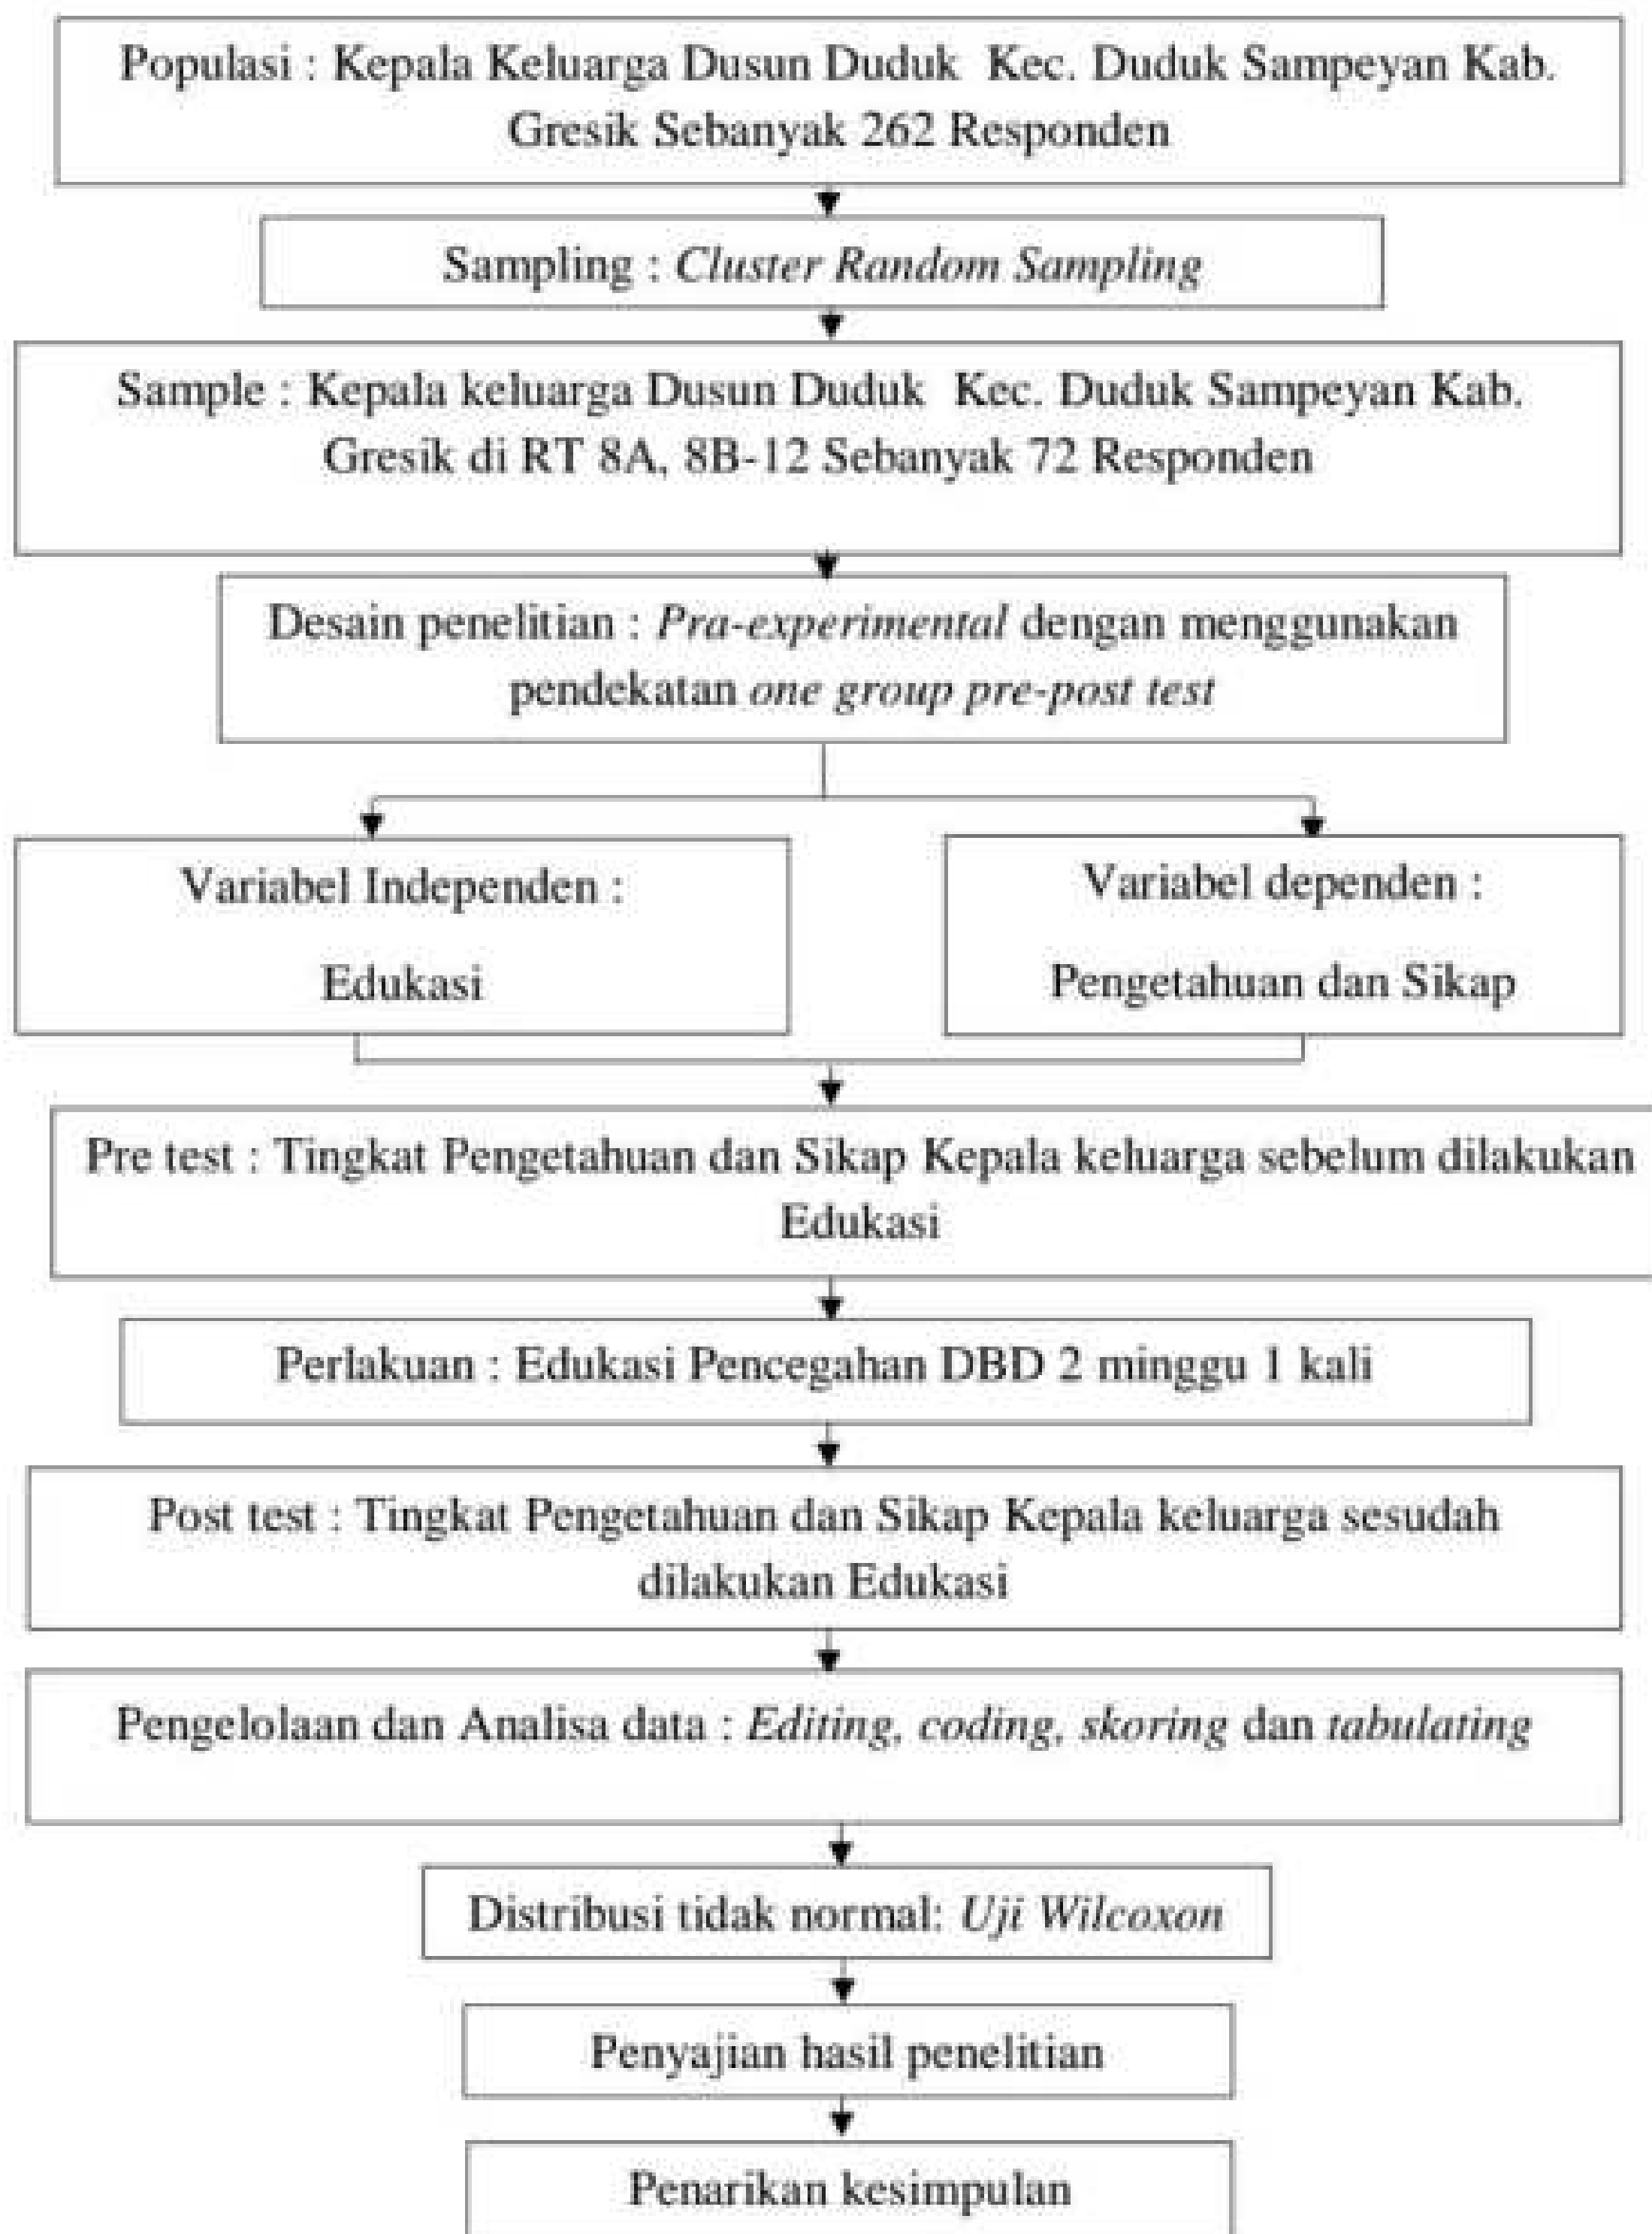 Populasi : Kepala Keluarga Dusun Duduk Kec. Duduk Sampeyan Kab.
Gresik Sebanyak 262 Responden
Sampling : Cluster Random Sampling
Sample : Kepala keluarga Dusun Duduk Kec. Duduk Sampeyan Kab.
Gresik di RT 8A, 8B-12 Sebanyak 72 Responden
Desain penelitian : Pra-experimental dengan menggunakan
pendekatan one group pre-post test
Variabel Independen :
Edukasi
Variabel dependen :
Pengetahuan dan Sikap
Pre test : Tingkat Pengetahuan dan Sikap Kepala keluarga sebelum dilakukan
Edukasi
Perlakuan : Edukasi Pencegahan DBD 2 minggu 1 kali
Post test : Tingkat Pengetahuan dan Sikap Kepala keluarga sesudah
dilakukan Edukasi
Pengelolaan dan Analisa data : Editing, coding, skoring dan tabulating
Distribusi tidak normal: Uji Wilcoxon
Penyajian hasil penelitian
Penarikan kesimpulan